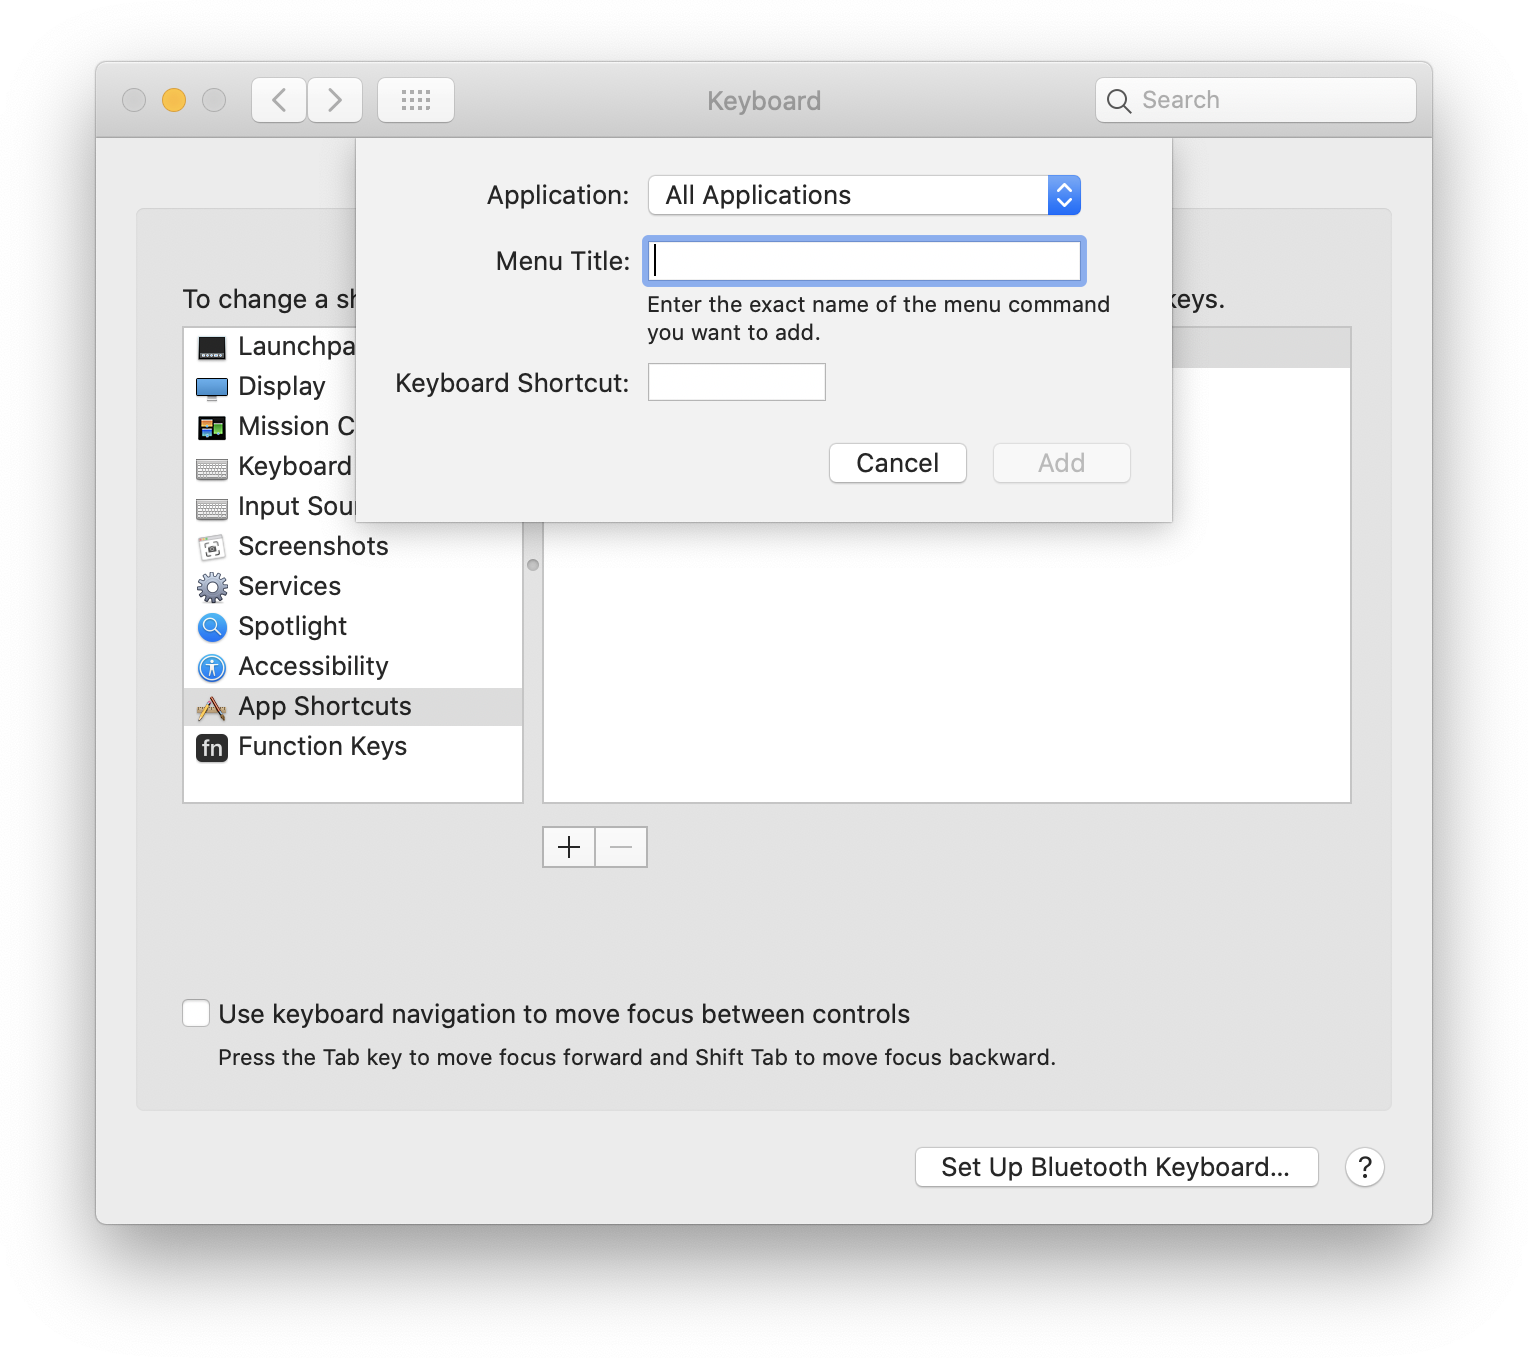 Keyboard
Search
Application: All Applications
Menu Title:
Enter the exact name of the menu command
you want to add.
Keyboard Shortcut:
Cancel
Add
To change a sh
keys.
Launchpa
Display
Mission C
Keyboard
Input Sou
Screenshots
Services
Spotlight
Accessibility
App Shortcuts
fn Function Keys
Use keyboard navigation to move focus between controls
Press the Tab key to move focus forward and Shift Tab to move focus backward.
Set Up Bluetooth Keyboard...
?